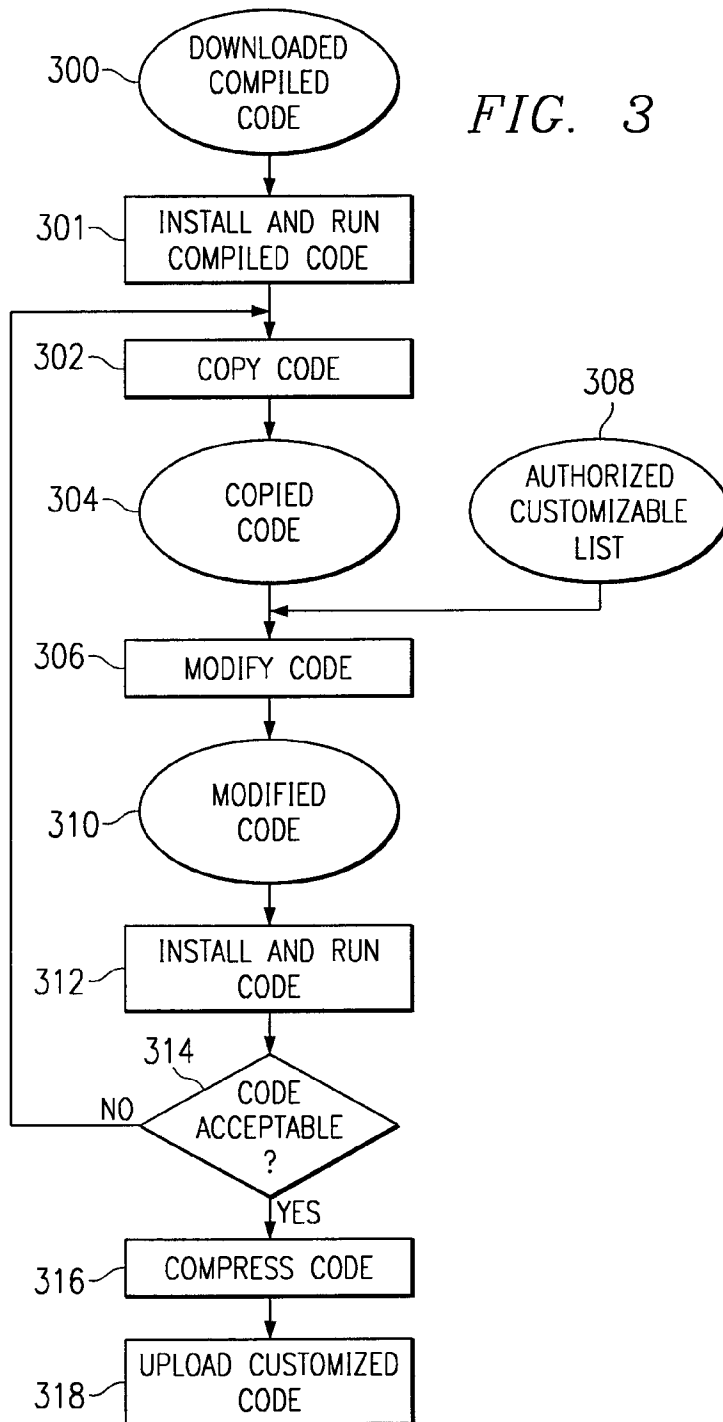 300
DOWNLOADED
COMPILED
CODE
FIG. 3
301
INSTALL AND RUN
COMPILED CODE
302
COPY CODE
308
304
COPIED
CODE
AUTHORIZED
CUSTOMIZABLE
LIST
306
MODIFY CODE
310
MODIFIED
CODE
312
INSTALL AND RUN
CODE
314
NO
CODE
ACCEPTABLE
?
YES
316
COMPRESS CODE
318
UPLOAD CUSTOMIZED
CODE